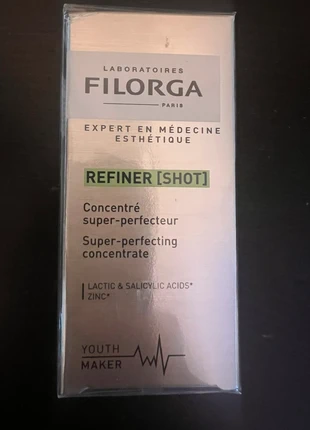 LABORATOIRES
FILORGA
PARIS
EXPERT EN MÉDECINE
ESTHÉTIQUE
REFINER [SHOT]
Concentré
super-perfecteur
Super-perfecting
concentrate
LACTIC & SALICYLIC ACIDS*
ZINC*
YOUTH
MAKER